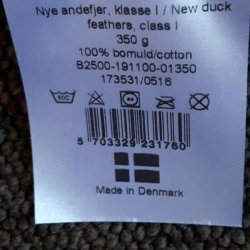 Nye andefjer, klasse I / New duck
feathers, class I
350 g
100% bomuld/cotton
B2500-191100-01350
173531/0516
60C
5 703329 231760
Made in Denmark